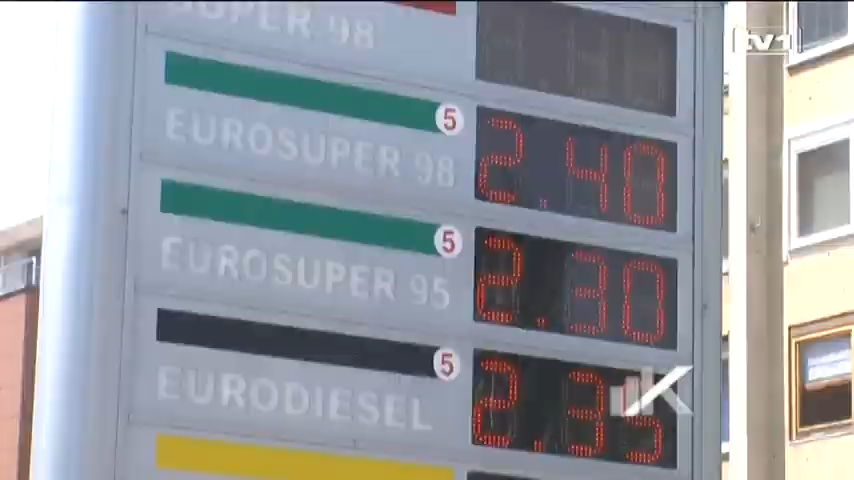 SUPER 98
tv1
EUROSUPER 98 5 2.40
EUROSUPER 95 5 2.30
EURODIESEL 5 2.35
K